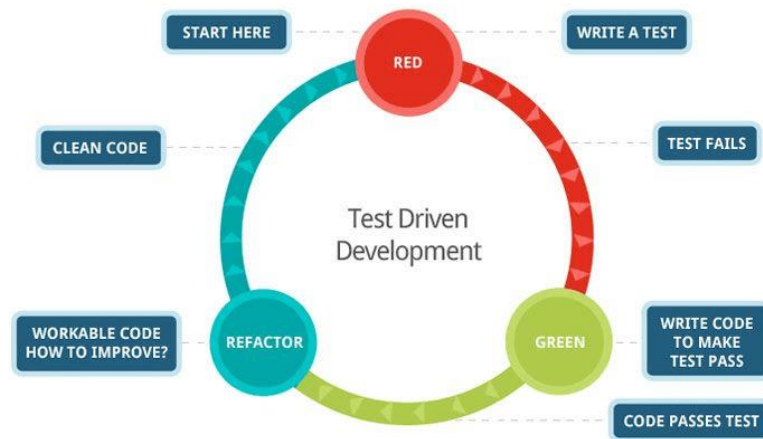 START HERE
RED
WRITE A TEST
CLEAN CODE
TEST FAILS
Test Driven
Development
WORKABLE CODE
HOW TO IMPROVE?
REFACTOR
GREEN
WRITE CODE
TO MAKE
TEST PASS
CODE PASSES TEST